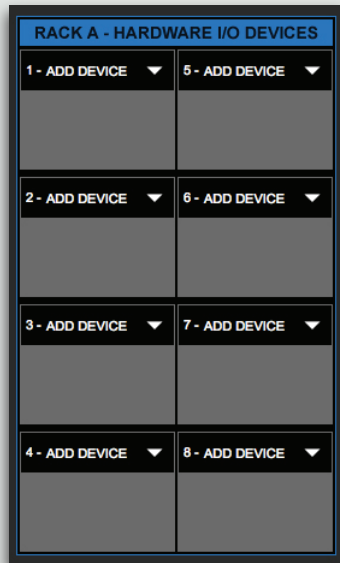 RACK A - HARDWARE I/O DEVICES
1 - ADD DEVICE
5 - ADD DEVICE
2 - ADD DEVICE
6 - ADD DEVICE
3 - ADD DEVICE
7 - ADD DEVICE
4 - ADD DEVICE
8 - ADD DEVICE